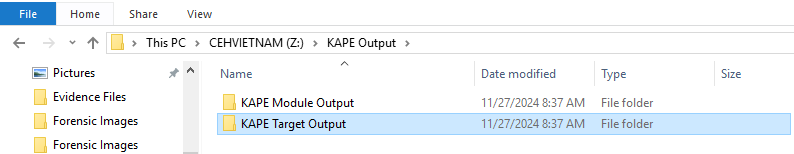 File Home Share View
This PC CEHVIETNAM (Z:) KAPE Output
Pictures
Evidence Files
Forensic Images
Forensic Images
Name Date modified Type Size
KAPE Module Output 11/27/2024 8:37 AM File folder
KAPE Target Output 11/27/2024 8:37 AM File folder